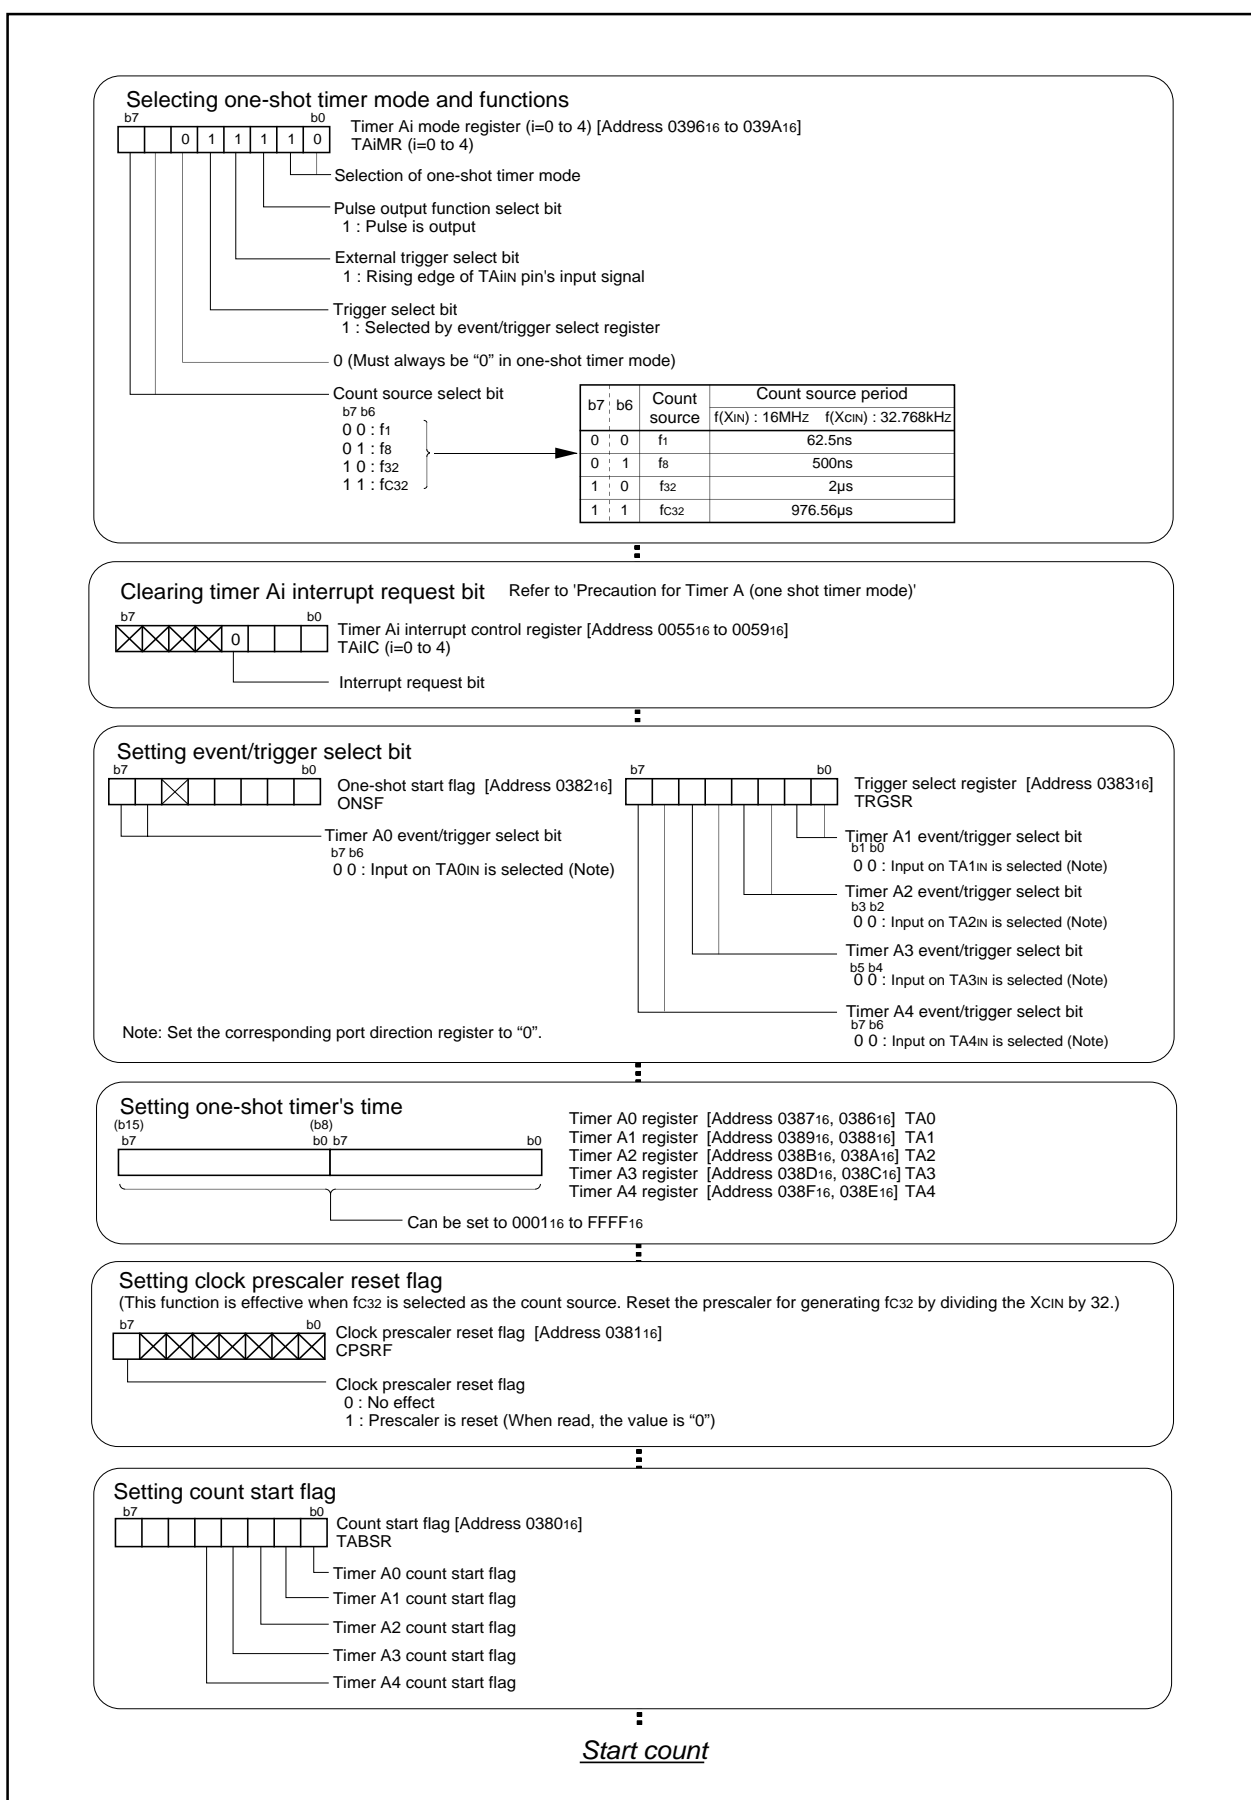 Selecting one-shot timer mode and functions
b7 b0
0 1 1 1 1 0
Timer Ai mode register (i=0 to 4) [Address 039616 to 039A16]
TAiMR (i=0 to 4)
Selection of one-shot timer mode
Pulse output function select bit
1 : Pulse is output
External trigger select bit
1 : Rising edge of TAiIN pin's input signal
Trigger select bit
1 : Selected by event/trigger select register
0 (Must always be “0” in one-shot timer mode)
Count source select bit
b7 b6
0 0 : f1
0 1 : f8
1 0 : f32
1 1 : fC32
b7 b6 Count source Count source period
f(XIN) : 16MHZ f(XCIN) : 32.768kHZ
0 0 f1 62.5ns
0 1 f8 500ns
1 0 f32 2µs
1 1 fC32 976.56µs
Clearing timer Ai interrupt request bit Refer to 'Precaution for Timer A (one shot timer mode)'
b7 b0
0
Timer Ai interrupt control register [Address 005516 to 005916]
TAiIC (i=0 to 4)
Interrupt request bit
Setting event/trigger select bit
b7 b0
One-shot start flag [Address 038216]
ONSF
Timer A0 event/trigger select bit
b7 b6
0 0 : Input on TA0IN is selected (Note)
b7 b0
Trigger select register [Address 038316]
TRGSR
Timer A1 event/trigger select bit
b1 b0
0 0 : Input on TA1IN is selected (Note)
Timer A2 event/trigger select bit
b3 b2
0 0 : Input on TA2IN is selected (Note)
Timer A3 event/trigger select bit
b5 b4
0 0 : Input on TA3IN is selected (Note)
Timer A4 event/trigger select bit
b7 b6
0 0 : Input on TA4IN is selected (Note)
Note: Set the corresponding port direction register to “0”.
Setting one-shot timer's time
(b15) (b8)
b7 b0 b7 b0
Timer A0 register [Address 038716, 038616] TA0
Timer A1 register [Address 038916, 038816] TA1
Timer A2 register [Address 038B16, 038A16] TA2
Timer A3 register [Address 038D16, 038C16] TA3
Timer A4 register [Address 038F16, 038E16] TA4
Can be set to 000116 to FFFF16
Setting clock prescaler reset flag
(This function is effective when fC32 is selected as the count source. Reset the prescaler for generating fC32 by dividing the XCIN by 32.)
b7 b0
Clock prescaler reset flag [Address 038116]
CPSRF
Clock prescaler reset flag
0 : No effect
1 : Prescaler is reset (When read, the value is “0”)
Setting count start flag
b7 b0
Count start flag [Address 038016]
TABSR
Timer A0 count start flag
Timer A1 count start flag
Timer A2 count start flag
Timer A3 count start flag
Timer A4 count start flag
Start count